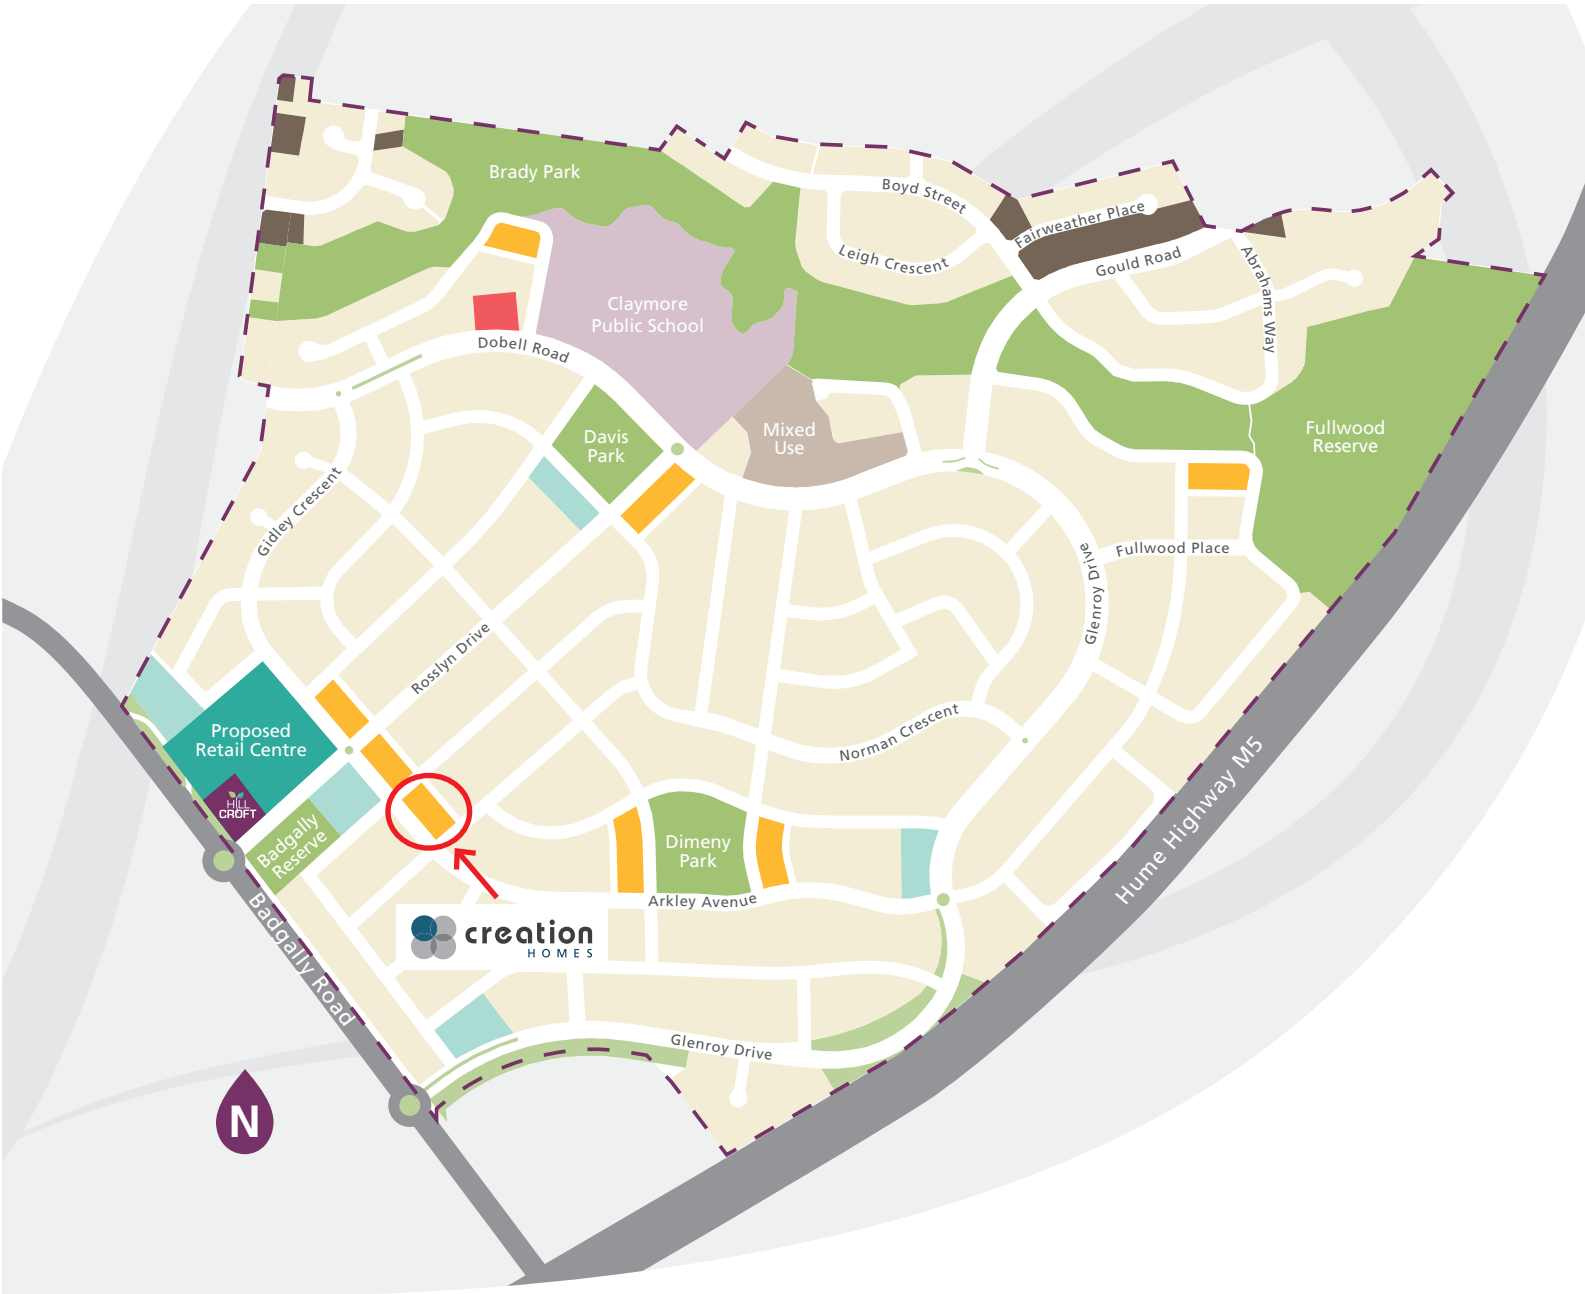 Brady Park
Boyd Street
Fairweather Place
Leigh Crescent
Gould Road
Abrahams Way
Claymore
Public School
Dobell Road
Davis
Park
Mixed
Use
Fullwood
Reserve
Gidley Crescent
Fullwood Place
Glenroy Drive
Rosslyn Drive
Proposed
Retail Centre
Norman Crescent
HILL
CROFT
Badgally
Reserve
Dimeny
Park
Hume Highway M5
Arkley Avenue
Badgally Road
creation
HOMES
Glenroy Drive
N